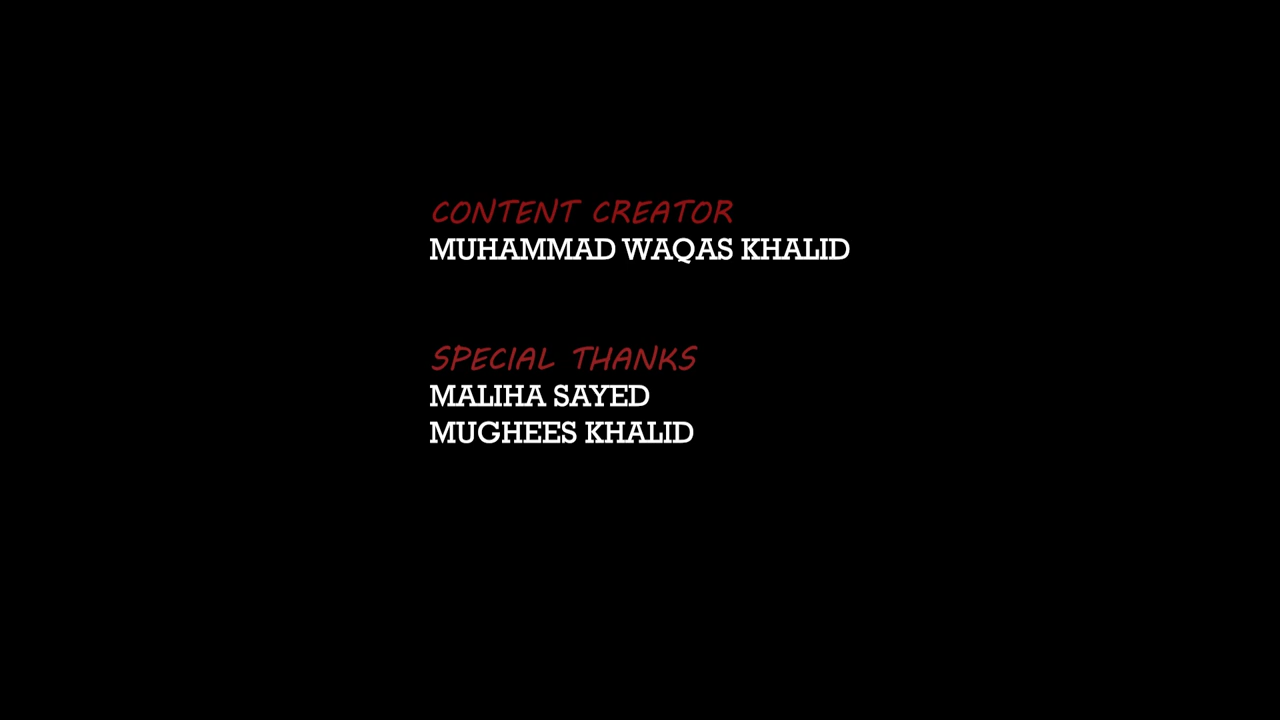 CONTENT CREATOR
MUHAMMAD WAQAS KHALID
SPECIAL THANKS
MALIHA SAYED
MUGHEES KHALID